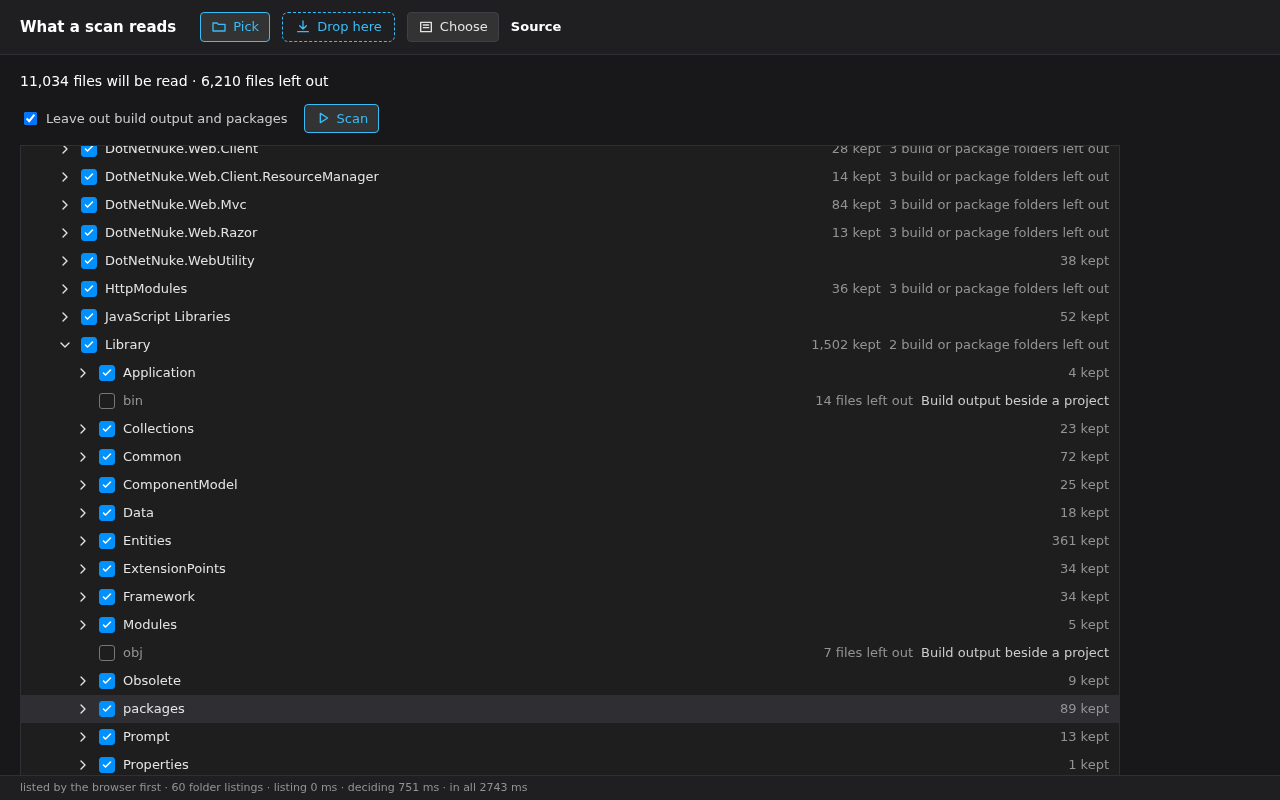 What a scan reads Pick Drop here Choose Source
11,034 files will be read · 6,210 files left out
Leave out build output and packages Scan
DotNetNuke.Web.Client 28 kept 3 build or package folders left out
DotNetNuke.Web.Client.ResourceManager 14 kept 3 build or package folders left out
DotNetNuke.Web.Mvc 84 kept 3 build or package folders left out
DotNetNuke.Web.Razor 13 kept 3 build or package folders left out
DotNetNuke.WebUtility 38 kept
HttpModules 36 kept 3 build or package folders left out
JavaScript Libraries 52 kept
Library 1,502 kept 2 build or package folders left out
Application 4 kept
bin 14 files left out Build output beside a project
Collections 23 kept
Common 72 kept
ComponentModel 25 kept
Data 18 kept
Entities 361 kept
ExtensionPoints 34 kept
Framework 34 kept
Modules 5 kept
obj 7 files left out Build output beside a project
Obsolete 9 kept
packages 89 kept
Prompt 13 kept
Properties 1 kept
listed by the browser first · 60 folder listings · listing 0 ms · deciding 751 ms · in all 2743 ms